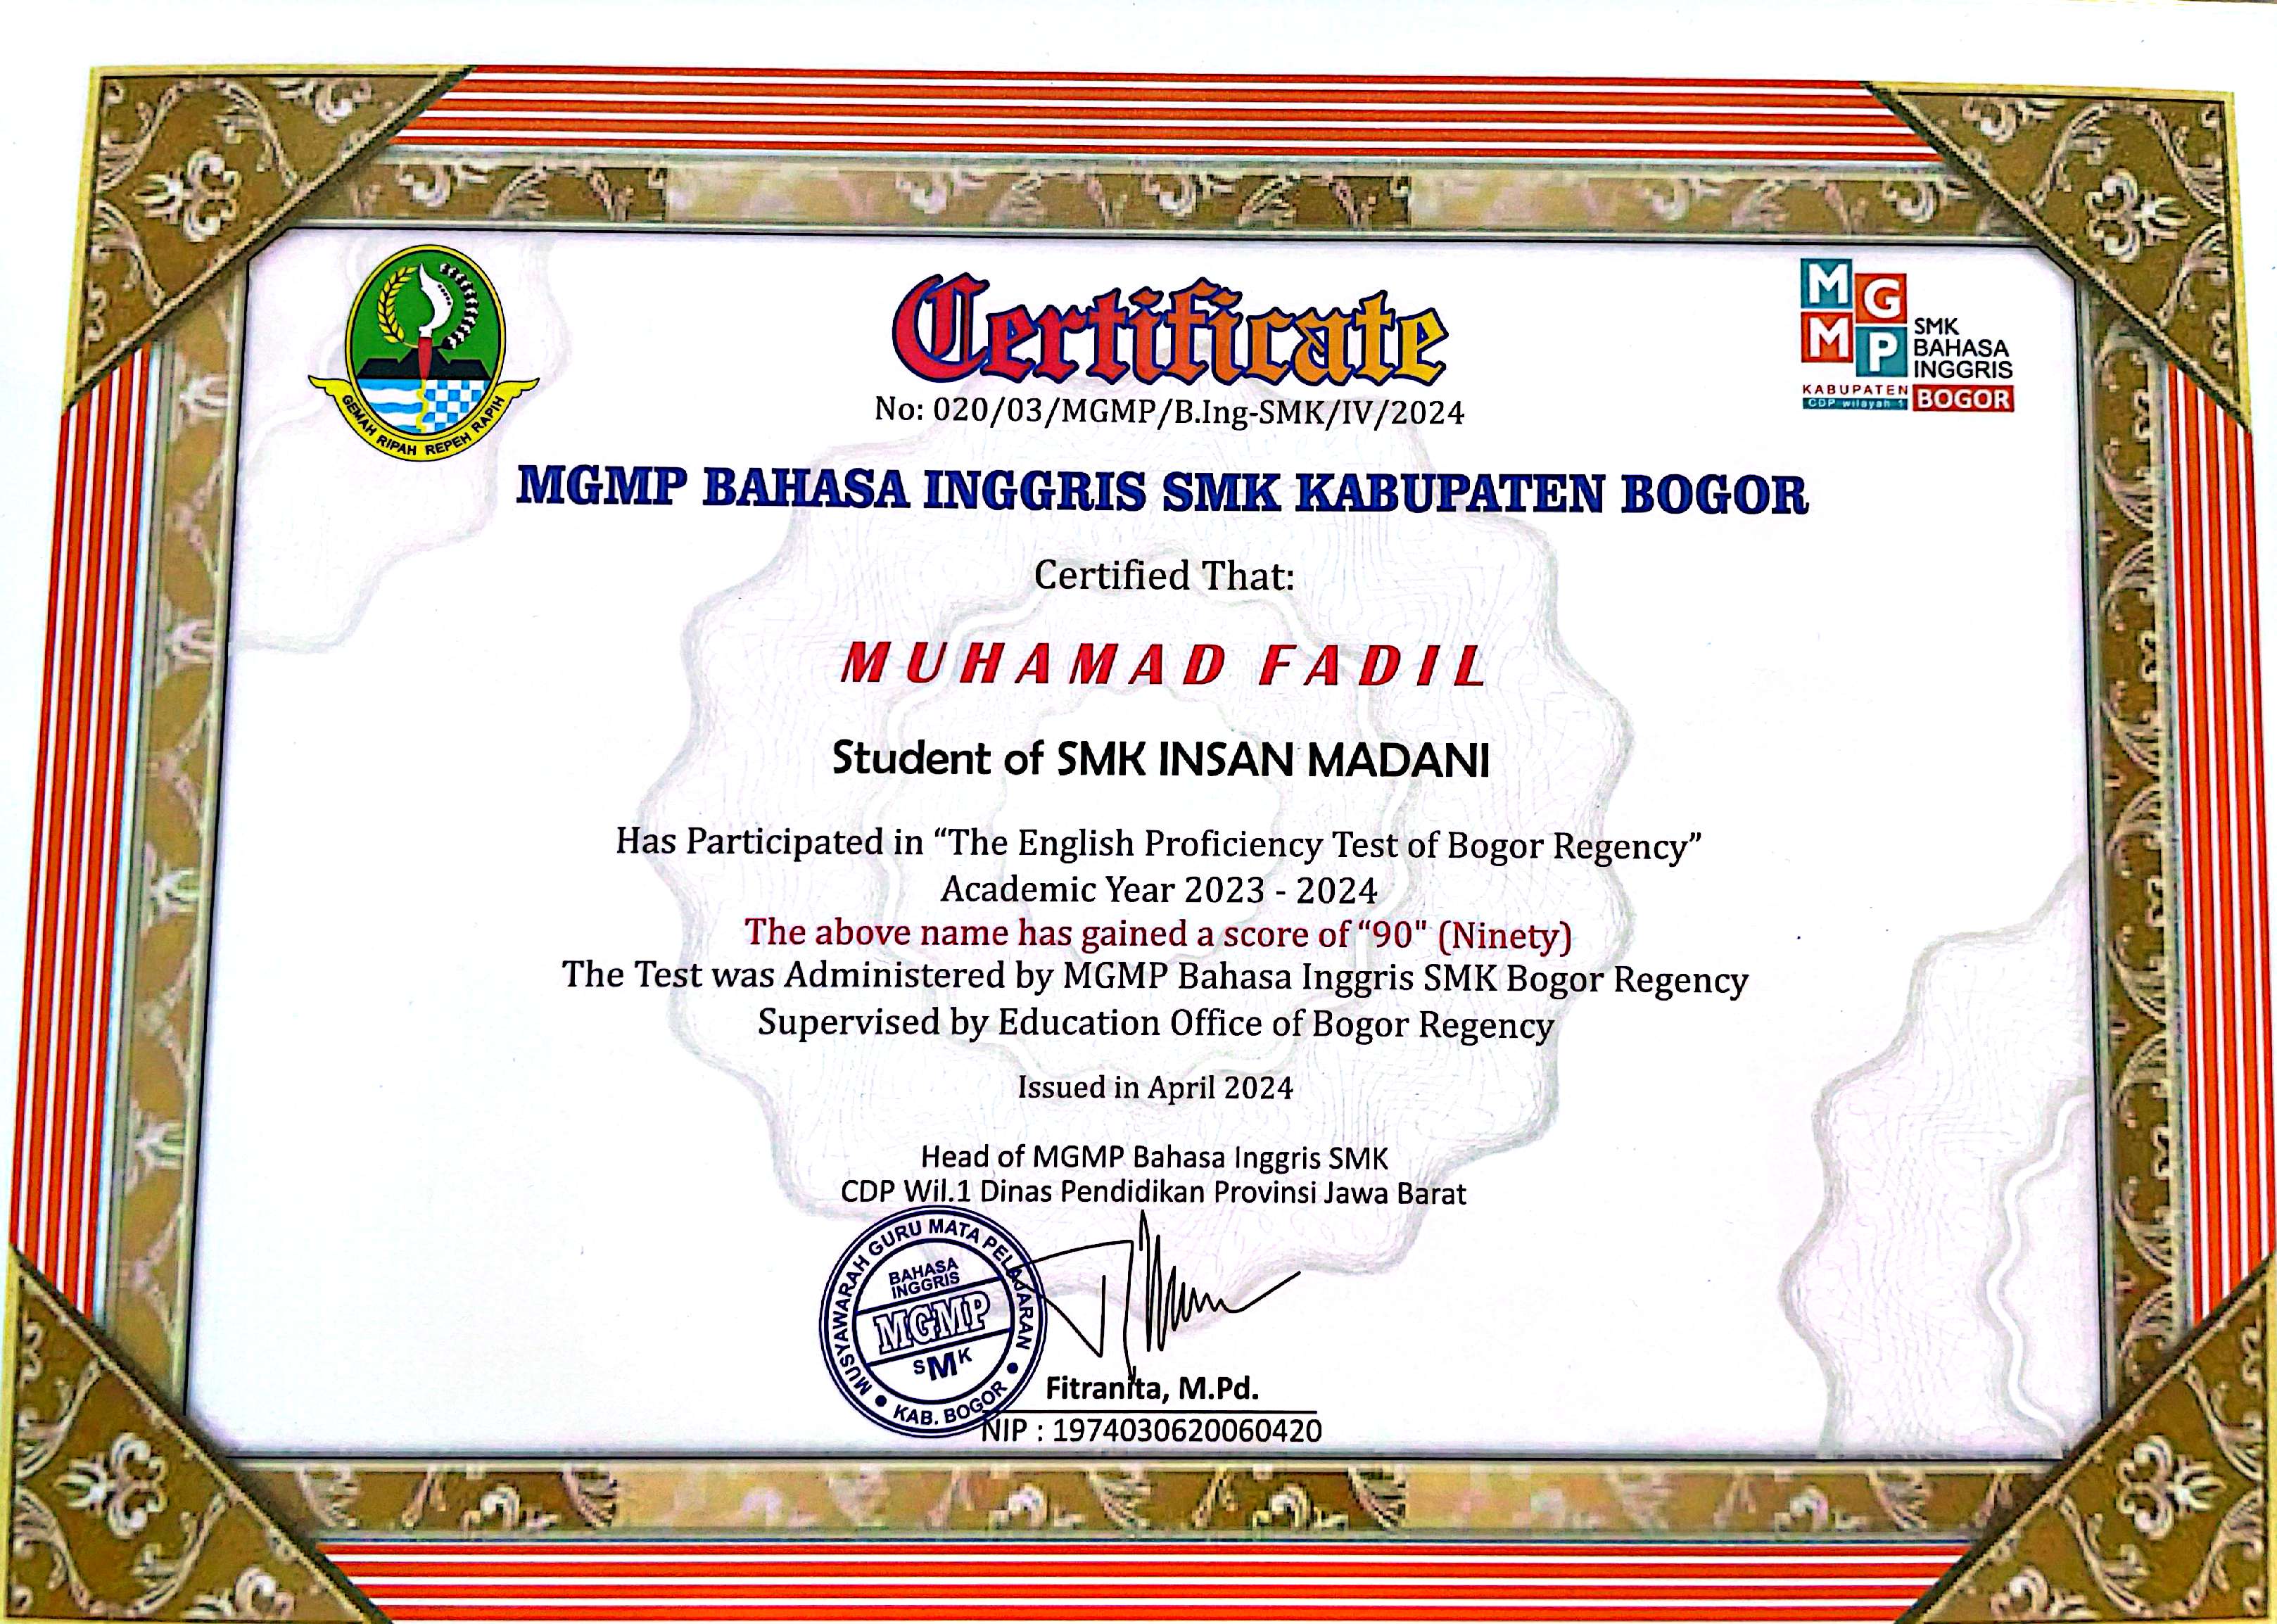 GEMAH RIPAH REPEH RAPIH
Certificate
No: 020/03/MGMP/B.Ing-SMK/IV/2024
M G
M P
SMK
BAHASA
INGGRIS
KABUPATEN
CDP wilayah 1
BOGOR
MGMP BAHASA INGGRIS SMK KABUPATEN BOGOR
Certified That:
MUHAMAD FADIL
Student of SMK INSAN MADANI
Has Participated in “The English Proficiency Test of Bogor Regency”
Academic Year 2023 - 2024
The above name has gained a score of “90" (Ninety)
The Test was Administered by MGMP Bahasa Inggris SMK Bogor Regency
Supervised by Education Office of Bogor Regency
Issued in April 2024
Head of MGMP Bahasa Inggris SMK
CDP Wil.1 Dinas Pendidikan Provinsi Jawa Barat
MUSYAWARAH GURU MATA PELAJARAN
BAHASA
INGGRIS
MGMP
SMK
KAB. BOGOR
Fitranita, M.Pd.
NIP : 1974030620060420